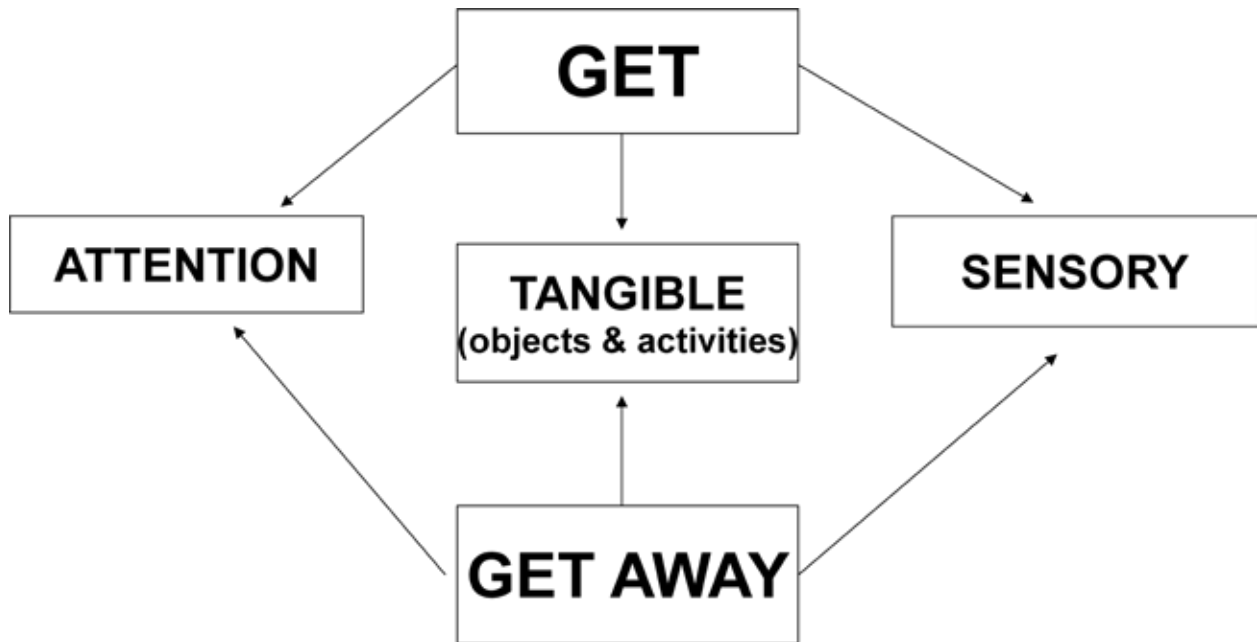 GET
ATTENTION
TANGIBLE
(objects & activities)
SENSORY
GET AWAY